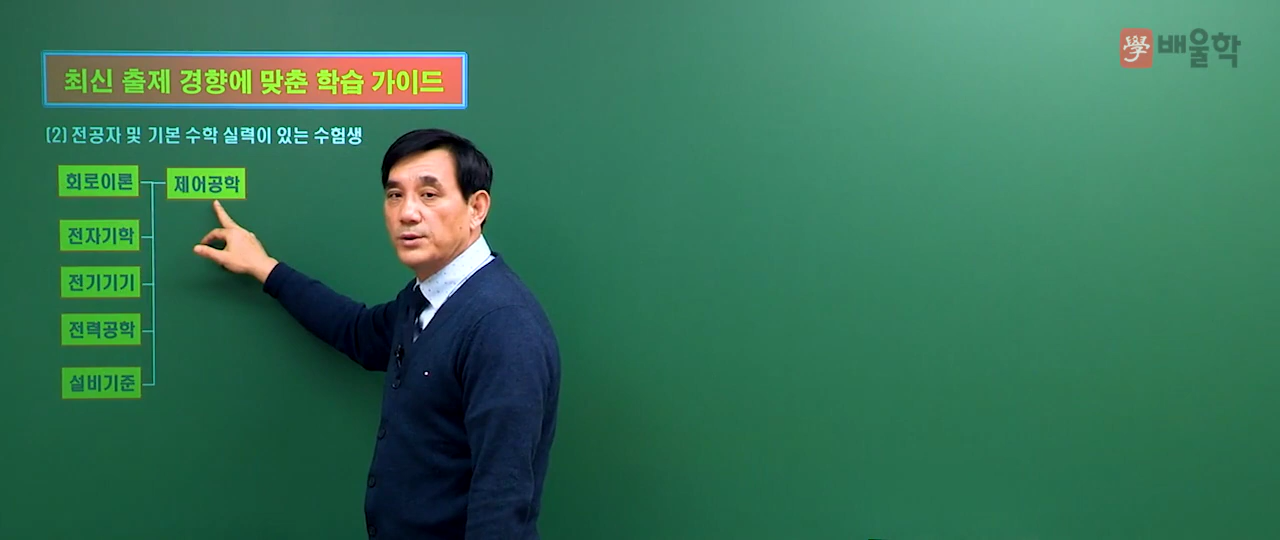 學 배울학
최신 출제 경향에 맞춘 학습 가이드
(2) 전공자 및 기본 수학 실력이 있는 수험생
회로이론 제어공학
전자기학
전기기기
전력공학
설비기준